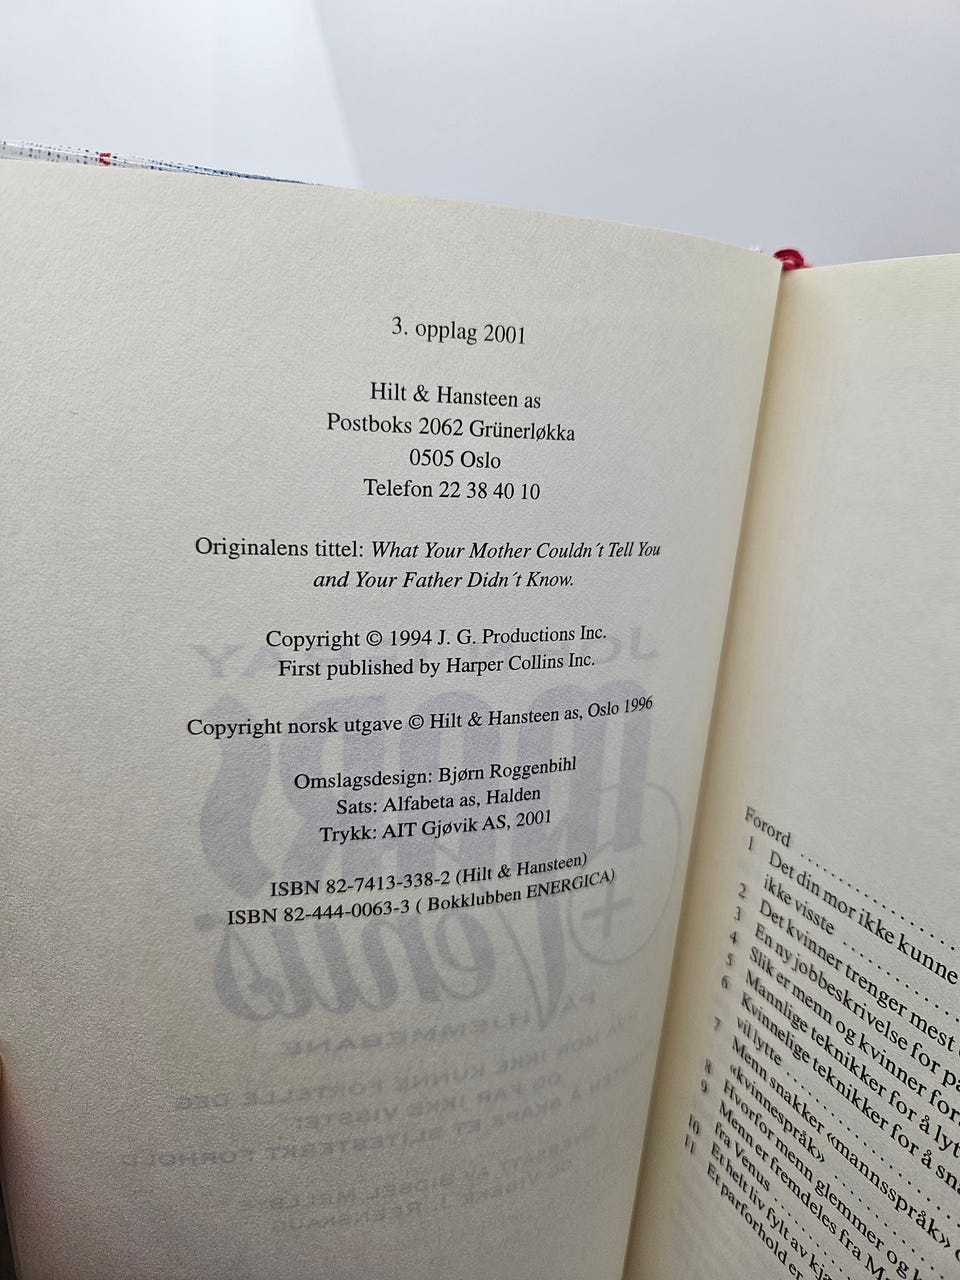 3. opplag 2001
Hilt & Hansteen as
Postboks 2062 Grünerløkka
0505 Oslo
Telefon 22 38 40 10
Originalens tittel: What Your Mother Couldn´t Tell You
and Your Father Didn´t Know.
Copyright © 1994 J. G. Productions Inc.
First published by Harper Collins Inc.
Copyright norsk utgave © Hilt & Hansteen as, Oslo 1996
Omslagsdesign: Bjørn Roggenbihl
Sats: Alfabeta as, Halden
Trykk: AIT Gjøvik AS, 2001
ISBN 82-7413-338-2 (Hilt & Hansteen)
ISBN 82-444-0063-3 ( Bokklubben ENERGICA)
Forord
1 Det din mor ikke kunne
ikke visste
2 Det kvinner trenger mest
3 En ny jobbeskrivelse for
4 Slik er menn og kvinner
5 Mannlige teknikker for å
6 Kvinnelige teknikker for å
vil lytte
7 Menn snakker «mannsspråk»
«kvinnespråk»
8 Hvorfor menn glemmer og
9 Menn er fremdeles fra
fra Venus
10 Et helt liv fylt av
11 Et parforhold er